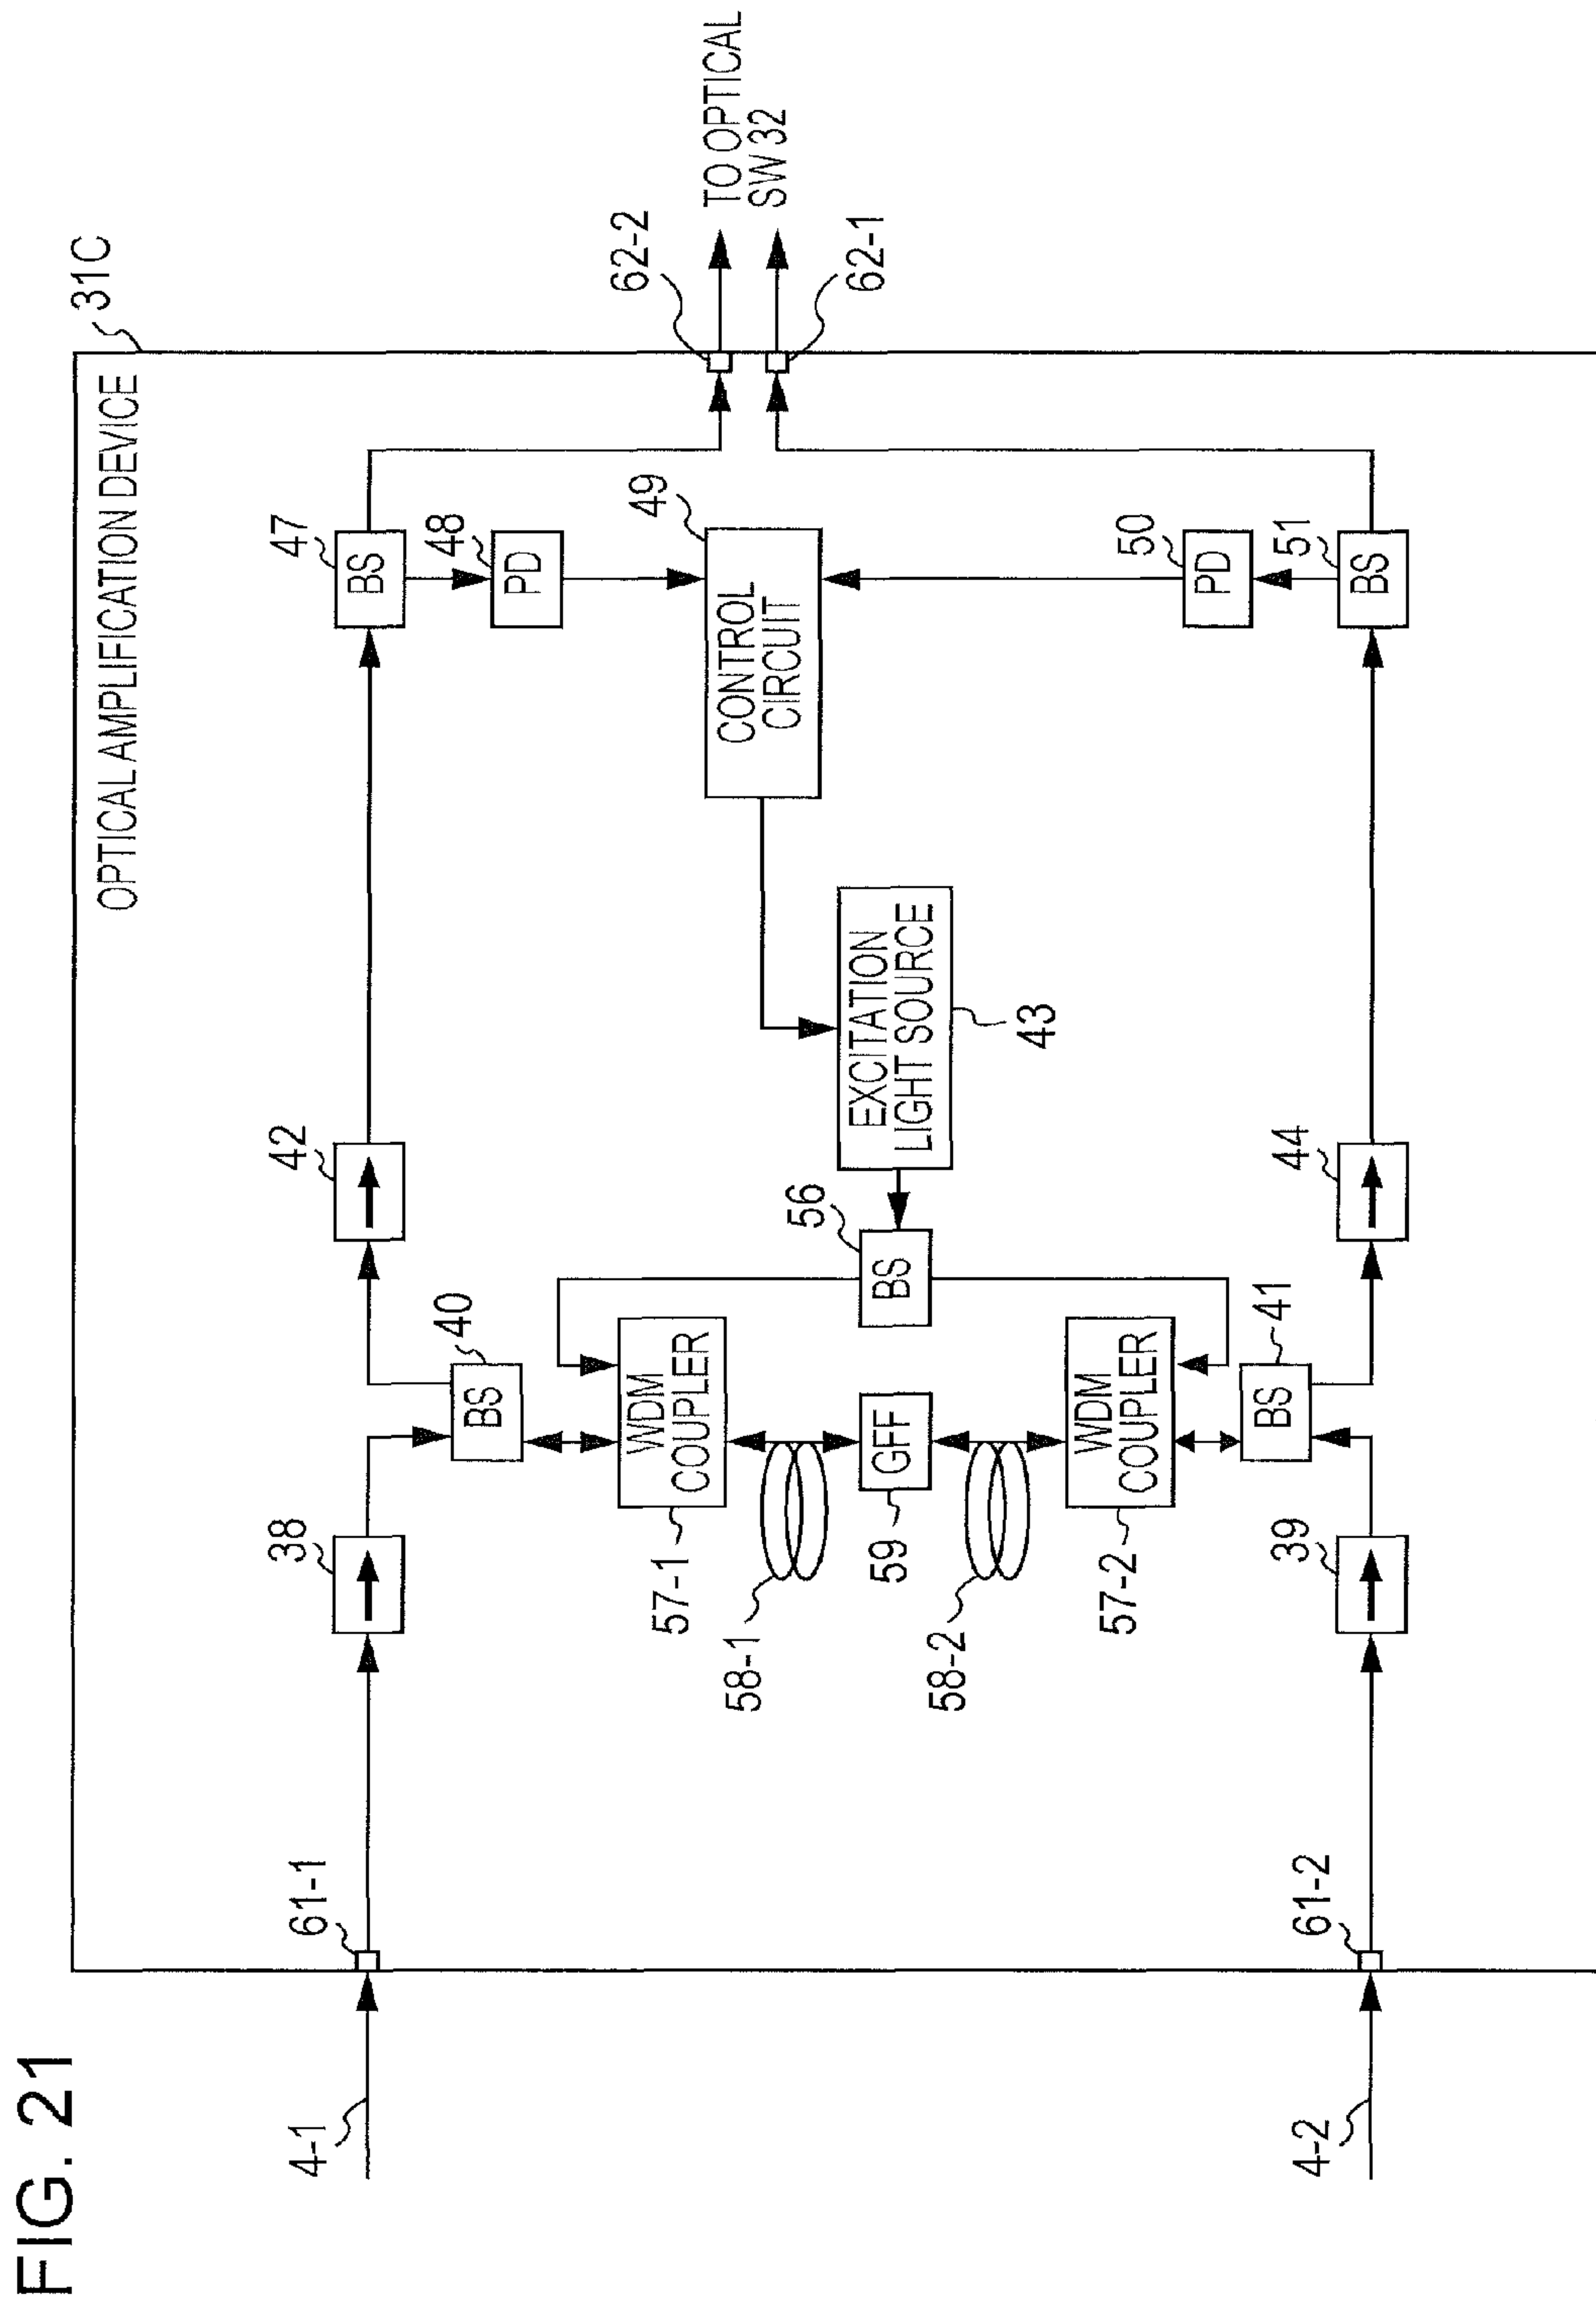 FIG. 21
OPTICAL AMPLIFICATION DEVICE
31C
4-1
61-1
38
42
47
BS
40
BS
48
PD
62-2
TO OPTICAL
SW 32
62-1
49
CONTROL
CIRCUIT
57-1
WDM
COUPLER
58-1
56
BS
EXCITATION
LIGHT SOURCE
43
59
GFF
58-2
57-2
WDM
COUPLER
50
PD
41
BS
51
BS
4-2
61-2
39
44